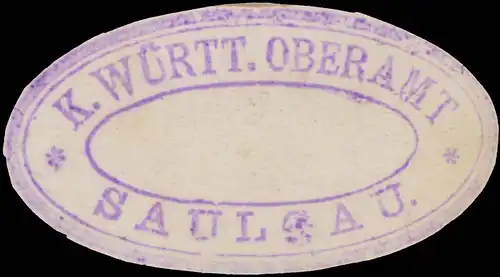 * K. WÜRTT. OBERAMT *
SAULGAU.